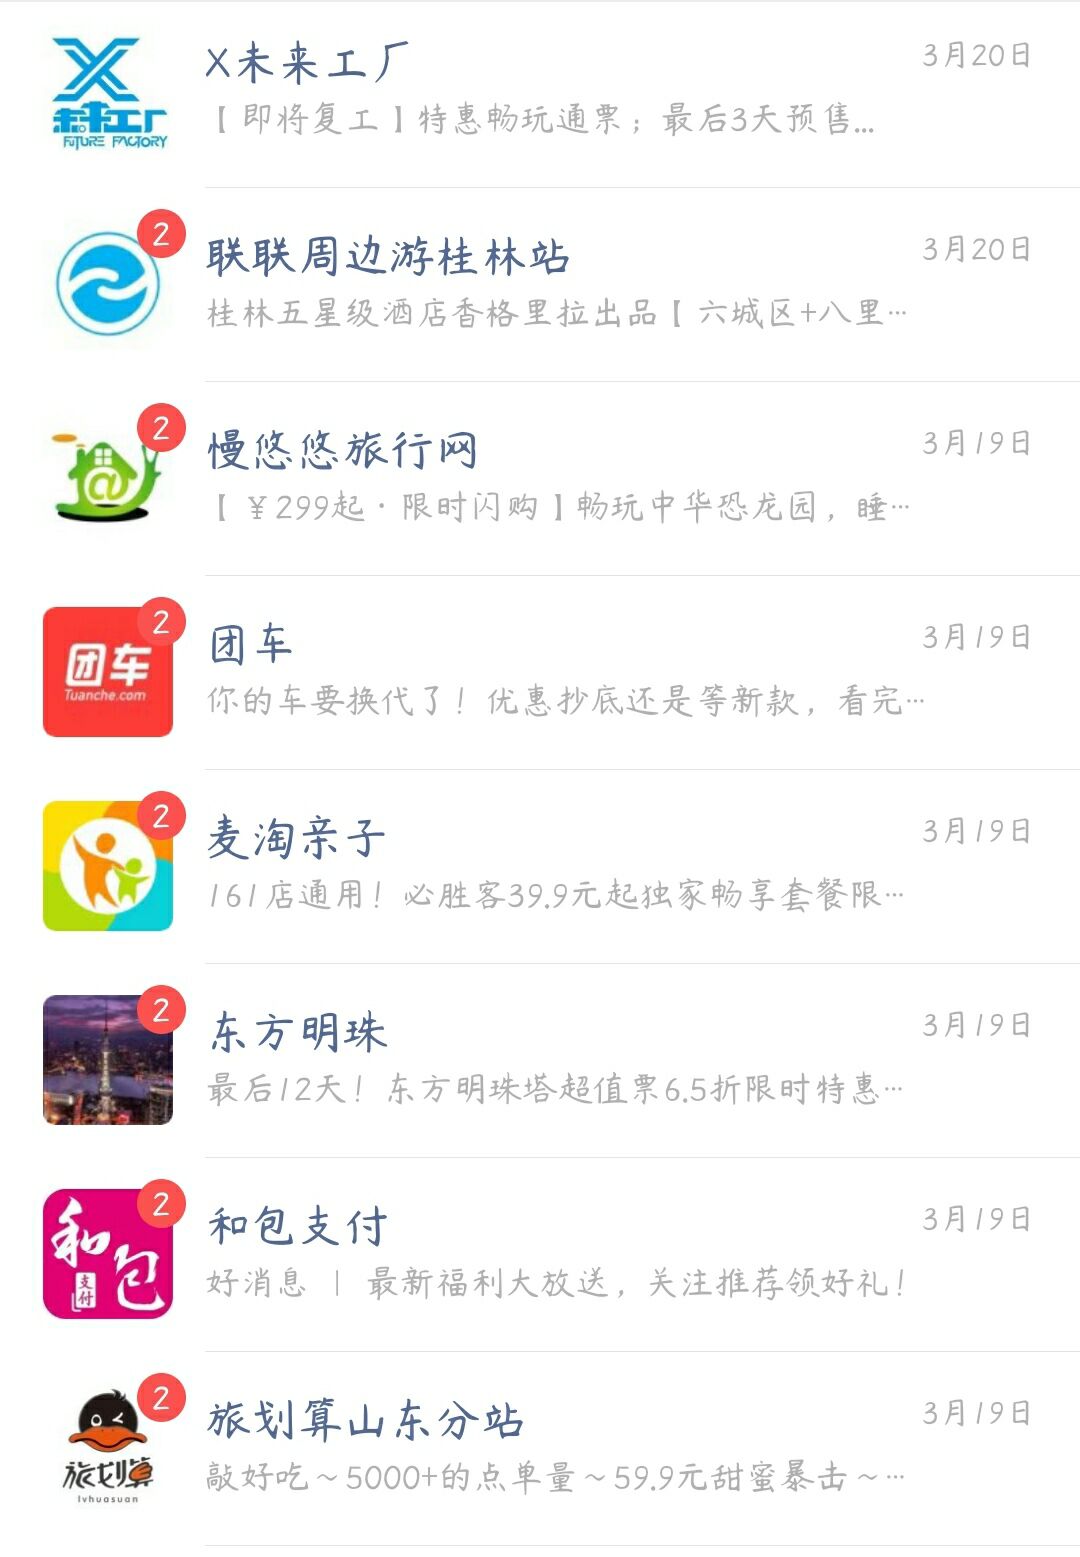 X未来工厂
3月20日
【即将复工】特惠畅玩通票；最后3天预售...
未来工厂
FUTURE FACTORY
2
联联周边游桂林站
3月20日
桂林五星级酒店香格里拉出品【六城区+八里...
2
慢悠悠旅行网
3月19日
【￥299起·限时闪购】畅玩中华恐龙园，睡...
2
团车
Tuanche.com
团车
3月19日
你的车要换代了！优惠抄底还是等新款，看完...
2
麦淘亲子
3月19日
161店通用！必胜客39.9元起独家畅享套餐限...
2
东方明珠
3月19日
最后12天！东方明珠塔超值票6.5折限时特惠...
2
和包
支付
和包支付
3月19日
好消息 | 最新福利大放送，关注推荐领好礼！
2
旅划算
lvhuasuan
旅划算山东分站
3月19日
敲好吃～5000+的点单量～59.9元甜蜜暴击～...